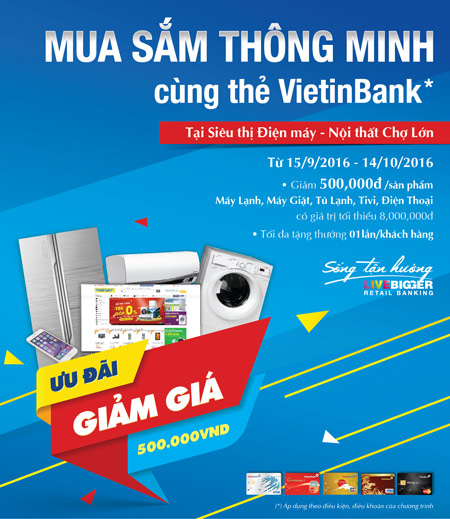 MUA SẮM THÔNG MINH
cùng thẻ VietinBank*
Tại Siêu thị Điện máy - Nội thất Chợ Lớn
Từ 15/9/2016 - 14/10/2016
• Giảm 500,000đ /sản phẩm
Máy Lạnh, Máy Giặt, Tủ Lạnh, Tivi, Điện Thoại
có giá trị tối thiểu 8,000,000đ
• Tối đa tặng thưởng 01lần/khách hàng
Sống tận hưởng
LIVEBIGGER
RETAIL BANKING
ƯU ĐÃI
GIẢM GIÁ
500.000VND
(*) Áp dụng theo điều kiện, điều khoản của chương trình